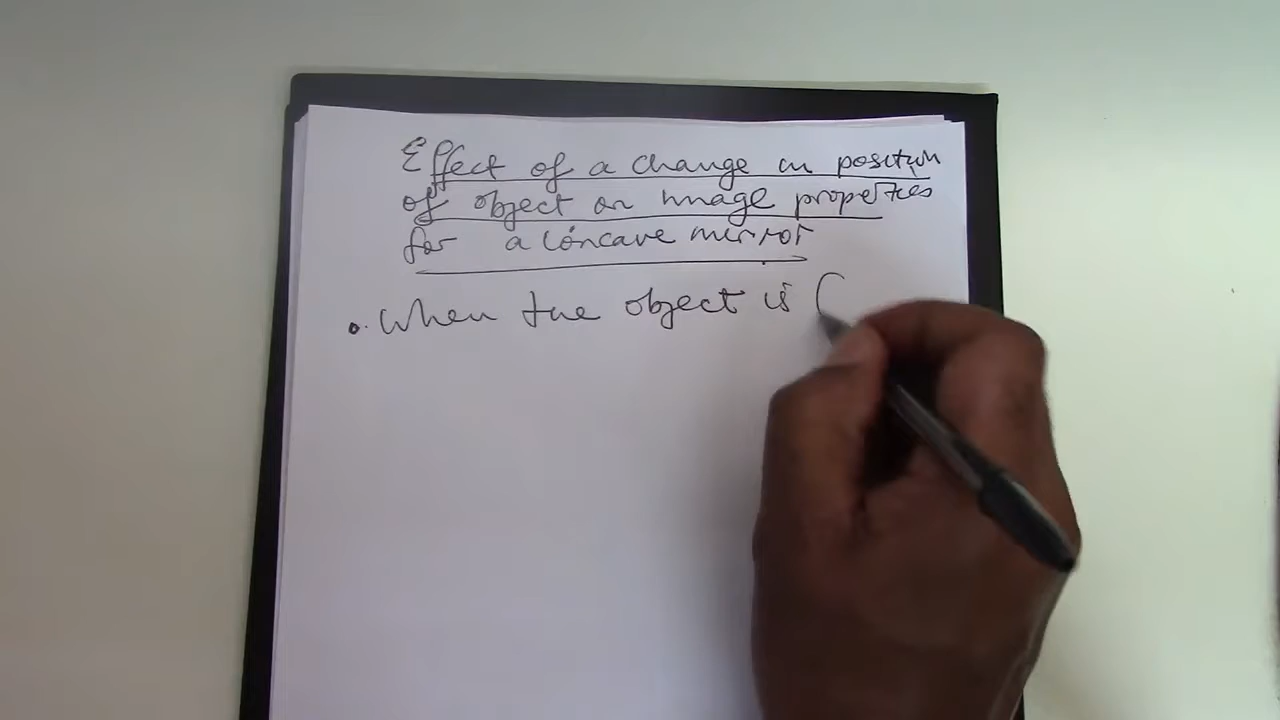 Effect of a change in position
of object on image properties
for a concave mirror
. When the object is